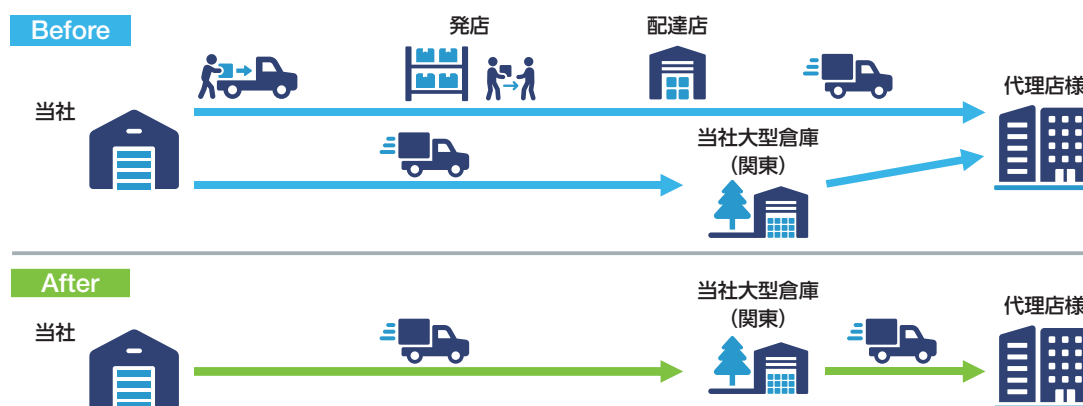 Before
発店
配達店
代理店様
当社
当社大型倉庫
（関東）
After
当社大型倉庫
（関東）
代理店様
当社